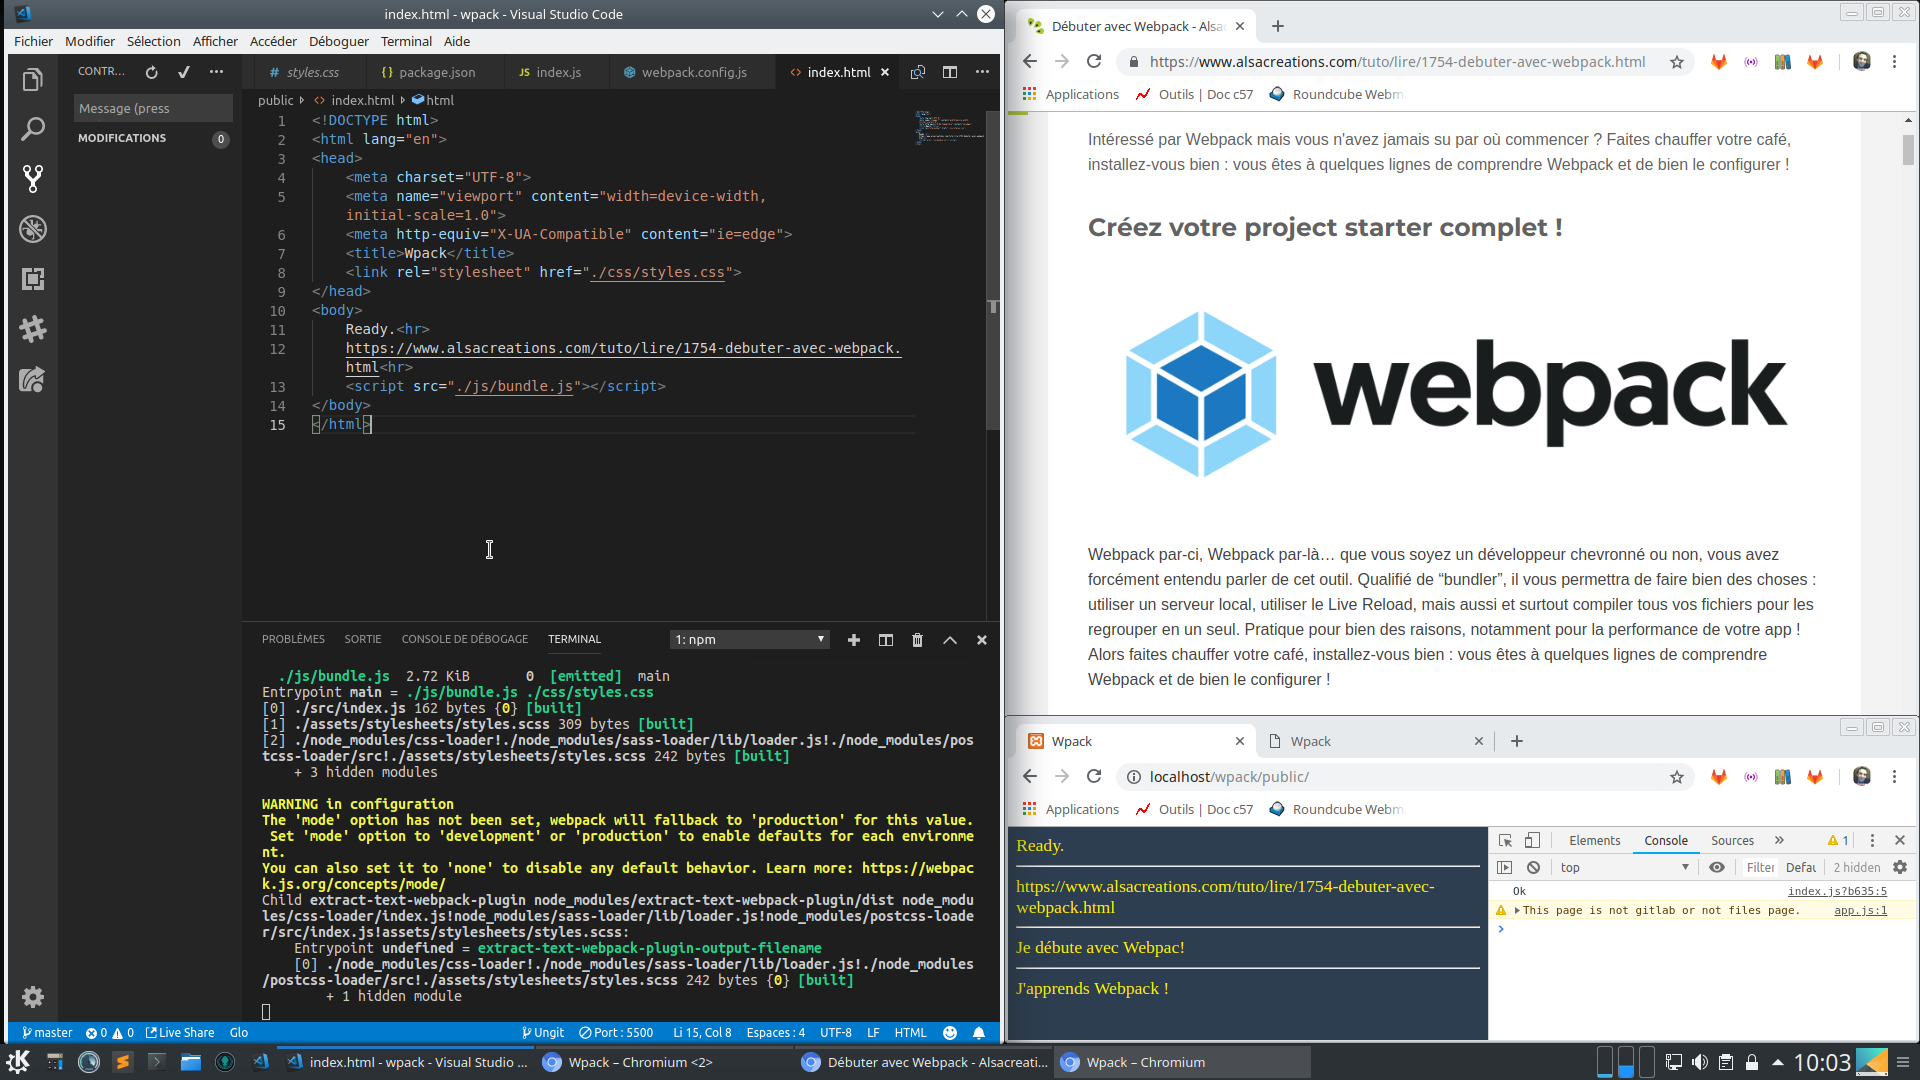 index.html - wpack - Visual Studio Code
Fichier Modifier Sélection Afficher Accéder Déboguer Terminal Aide
CONTR...
Message (press
MODIFICATIONS 0
# styles.css {} package.json JS index.js webpack.config.js <> index.html
public <> index.html html
1 <!DOCTYPE html>
2 <html lang="en">
3 <head>
4 <meta charset="UTF-8">
5 <meta name="viewport" content="width=device-width,
initial-scale=1.0">
6 <meta http-equiv="X-UA-Compatible" content="ie=edge">
7 <title>Wpack</title>
8 <link rel="stylesheet" href="./css/styles.css">
9 </head>
10 <body>
11 Ready.<hr>
12 https://www.alsacreations.com/tuto/lire/1754-debuter-avec-webpack.
html<hr>
13 <script src="./js/bundle.js"></script>
14 </body>
15 </html>
PROBLÈMES SORTIE CONSOLE DE DÉBOGAGE TERMINAL 1: npm
./js/bundle.js 2.72 KiB 0 [emitted] main
Entrypoint main = ./js/bundle.js ./css/styles.css
[0] ./src/index.js 162 bytes {0} [built]
[1] ./assets/stylesheets/styles.scss 309 bytes [built]
[2] ./node_modules/css-loader!./node_modules/sass-loader/lib/loader.js!./node_modules/pos
tcss-loader/src!./assets/stylesheets/styles.scss 242 bytes [built]
+ 3 hidden modules
WARNING in configuration
The 'mode' option has not been set, webpack will fallback to 'production' for this value.
Set 'mode' option to 'development' or 'production' to enable defaults for each environme
nt.
You can also set it to 'none' to disable any default behavior. Learn more: https://webpac
k.js.org/concepts/mode/
Child extract-text-webpack-plugin node_modules/extract-text-webpack-plugin/dist node_modu
les/css-loader/index.js!node_modules/sass-loader/lib/loader.js!node_modules/postcss-loade
r/src/index.js!assets/stylesheets/styles.scss:
Entrypoint undefined = extract-text-webpack-plugin-output-filename
[0] ./node_modules/css-loader!./node_modules/sass-loader/lib/loader.js!./node_modules
/postcss-loader/src!./assets/stylesheets/styles.scss 242 bytes {0} [built]
+ 1 hidden module
master 0 0 Live Share Glo Ungit Port : 5500 Li 15, Col 8 Espaces : 4 UTF-8 LF HTML
Débuter avec Webpack - Alsac
https://www.alsacreations.com/tuto/lire/1754-debuter-avec-webpack.html
Applications Outils | Doc c57 Roundcube Webm
Intéressé par Webpack mais vous n'avez jamais su par où commencer ? Faites chauffer votre café,
installez-vous bien : vous êtes à quelques lignes de comprendre Webpack et de bien le configurer !
Créez votre project starter complet !
webpack
Webpack par-ci, Webpack par-là… que vous soyez un développeur chevronné ou non, vous avez
forcément entendu parler de cet outil. Qualifié de “bundler”, il vous permettra de faire bien des choses :
utiliser un serveur local, utiliser le Live Reload, mais aussi et surtout compiler tous vos fichiers pour les
regrouper en un seul. Pratique pour bien des raisons, notamment pour la performance de votre app !
Alors faites chauffer votre café, installez-vous bien : vous êtes à quelques lignes de comprendre
Webpack et de bien le configurer !
Wpack Wpack
localhost/wpack/public/
Applications Outils | Doc c57 Roundcube Webm
Ready.
https://www.alsacreations.com/tuto/lire/1754-debuter-avec-
webpack.html
Je débute avec Webpac!
J'apprends Webpack !
Elements Console Sources » 1
top Filter Defau 2 hidden
Ok index.js?b635:5
This page is not gitlab or not files page. app.js:1
index.html - wpack - Visual Studio ... Wpack – Chromium <2> Débuter avec Webpack - Alsacreati... Wpack – Chromium 10:03